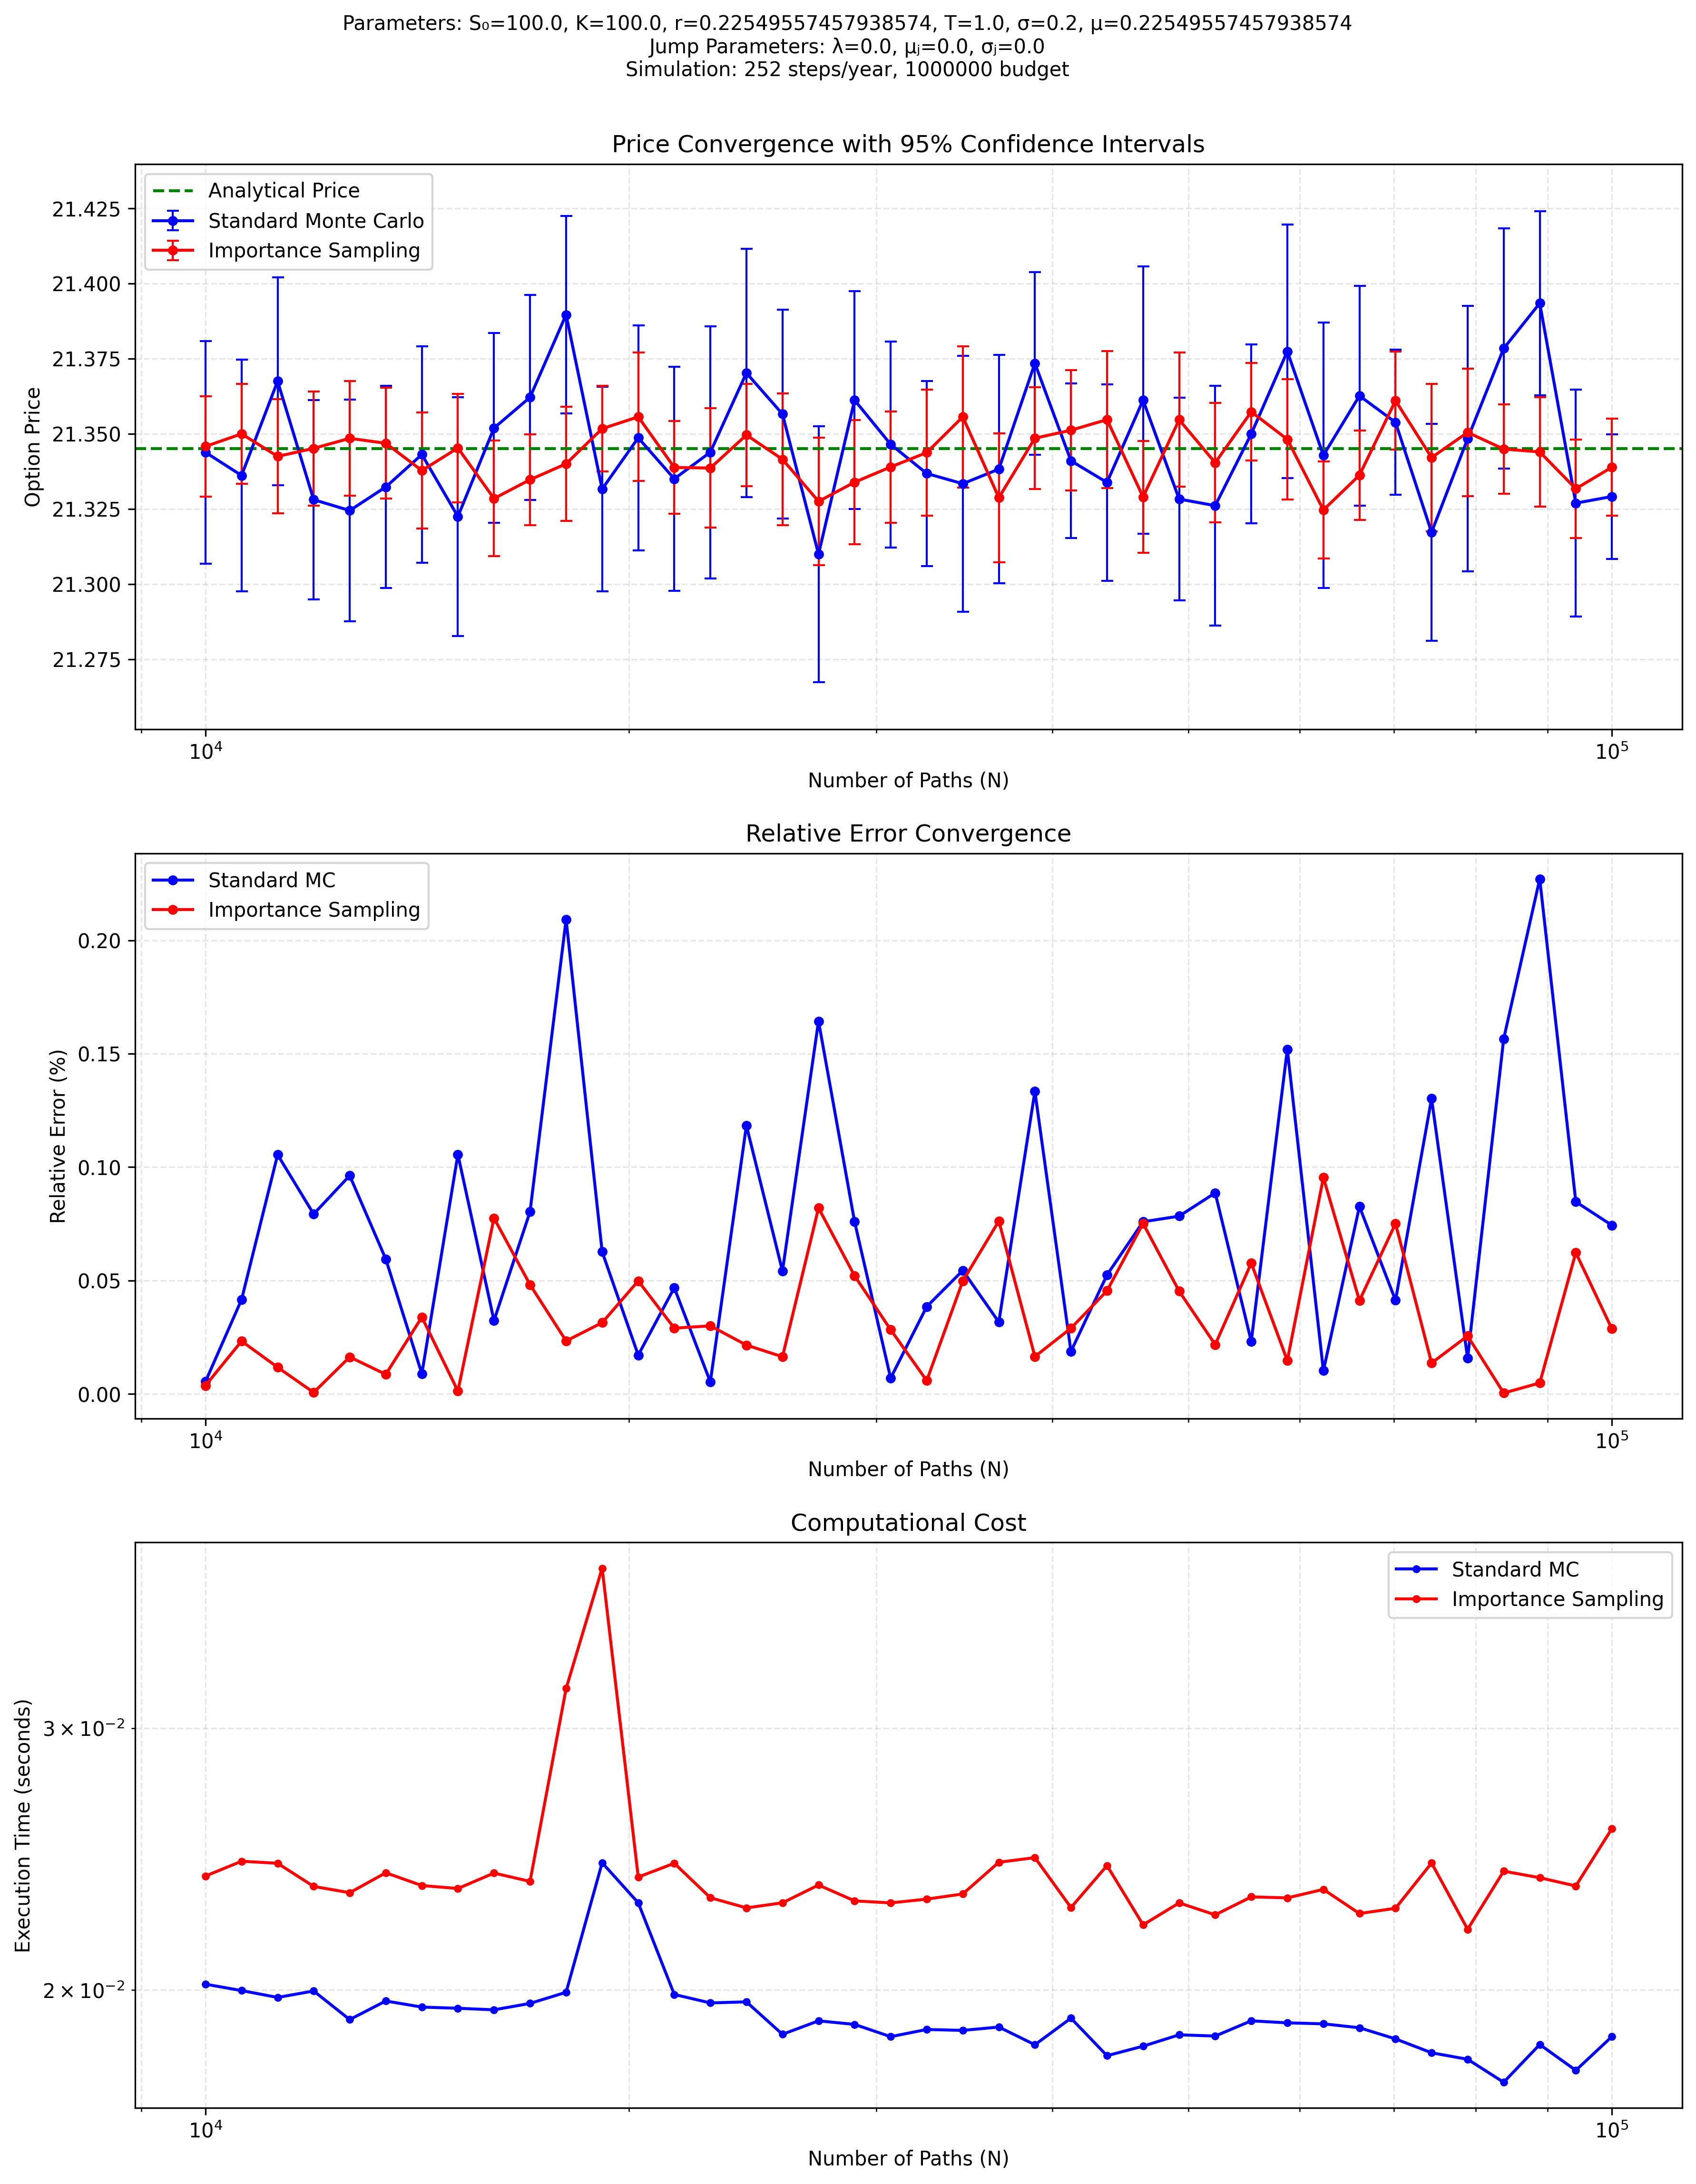 Parameters: S₀=100.0, K=100.0, r=0.22549557457938574, T=1.0, σ=0.2, μ=0.22549557457938574
Jump Parameters: λ=0.0, μⱼ=0.0, σⱼ=0.0
Simulation: 252 steps/year, 1000000 budget
Price Convergence with 95% Confidence Intervals
Analytical Price
Standard Monte Carlo
Importance Sampling
21.425
21.400
21.375
21.350
21.325
21.300
21.275
Option Price
10⁴
10⁵
Number of Paths (N)
Relative Error Convergence
Standard MC
Importance Sampling
0.20
0.15
0.10
0.05
0.00
Relative Error (%)
10⁴
10⁵
Number of Paths (N)
Computational Cost
Standard MC
Importance Sampling
3 × 10⁻²
2 × 10⁻²
Execution Time (seconds)
10⁴
10⁵
Number of Paths (N)